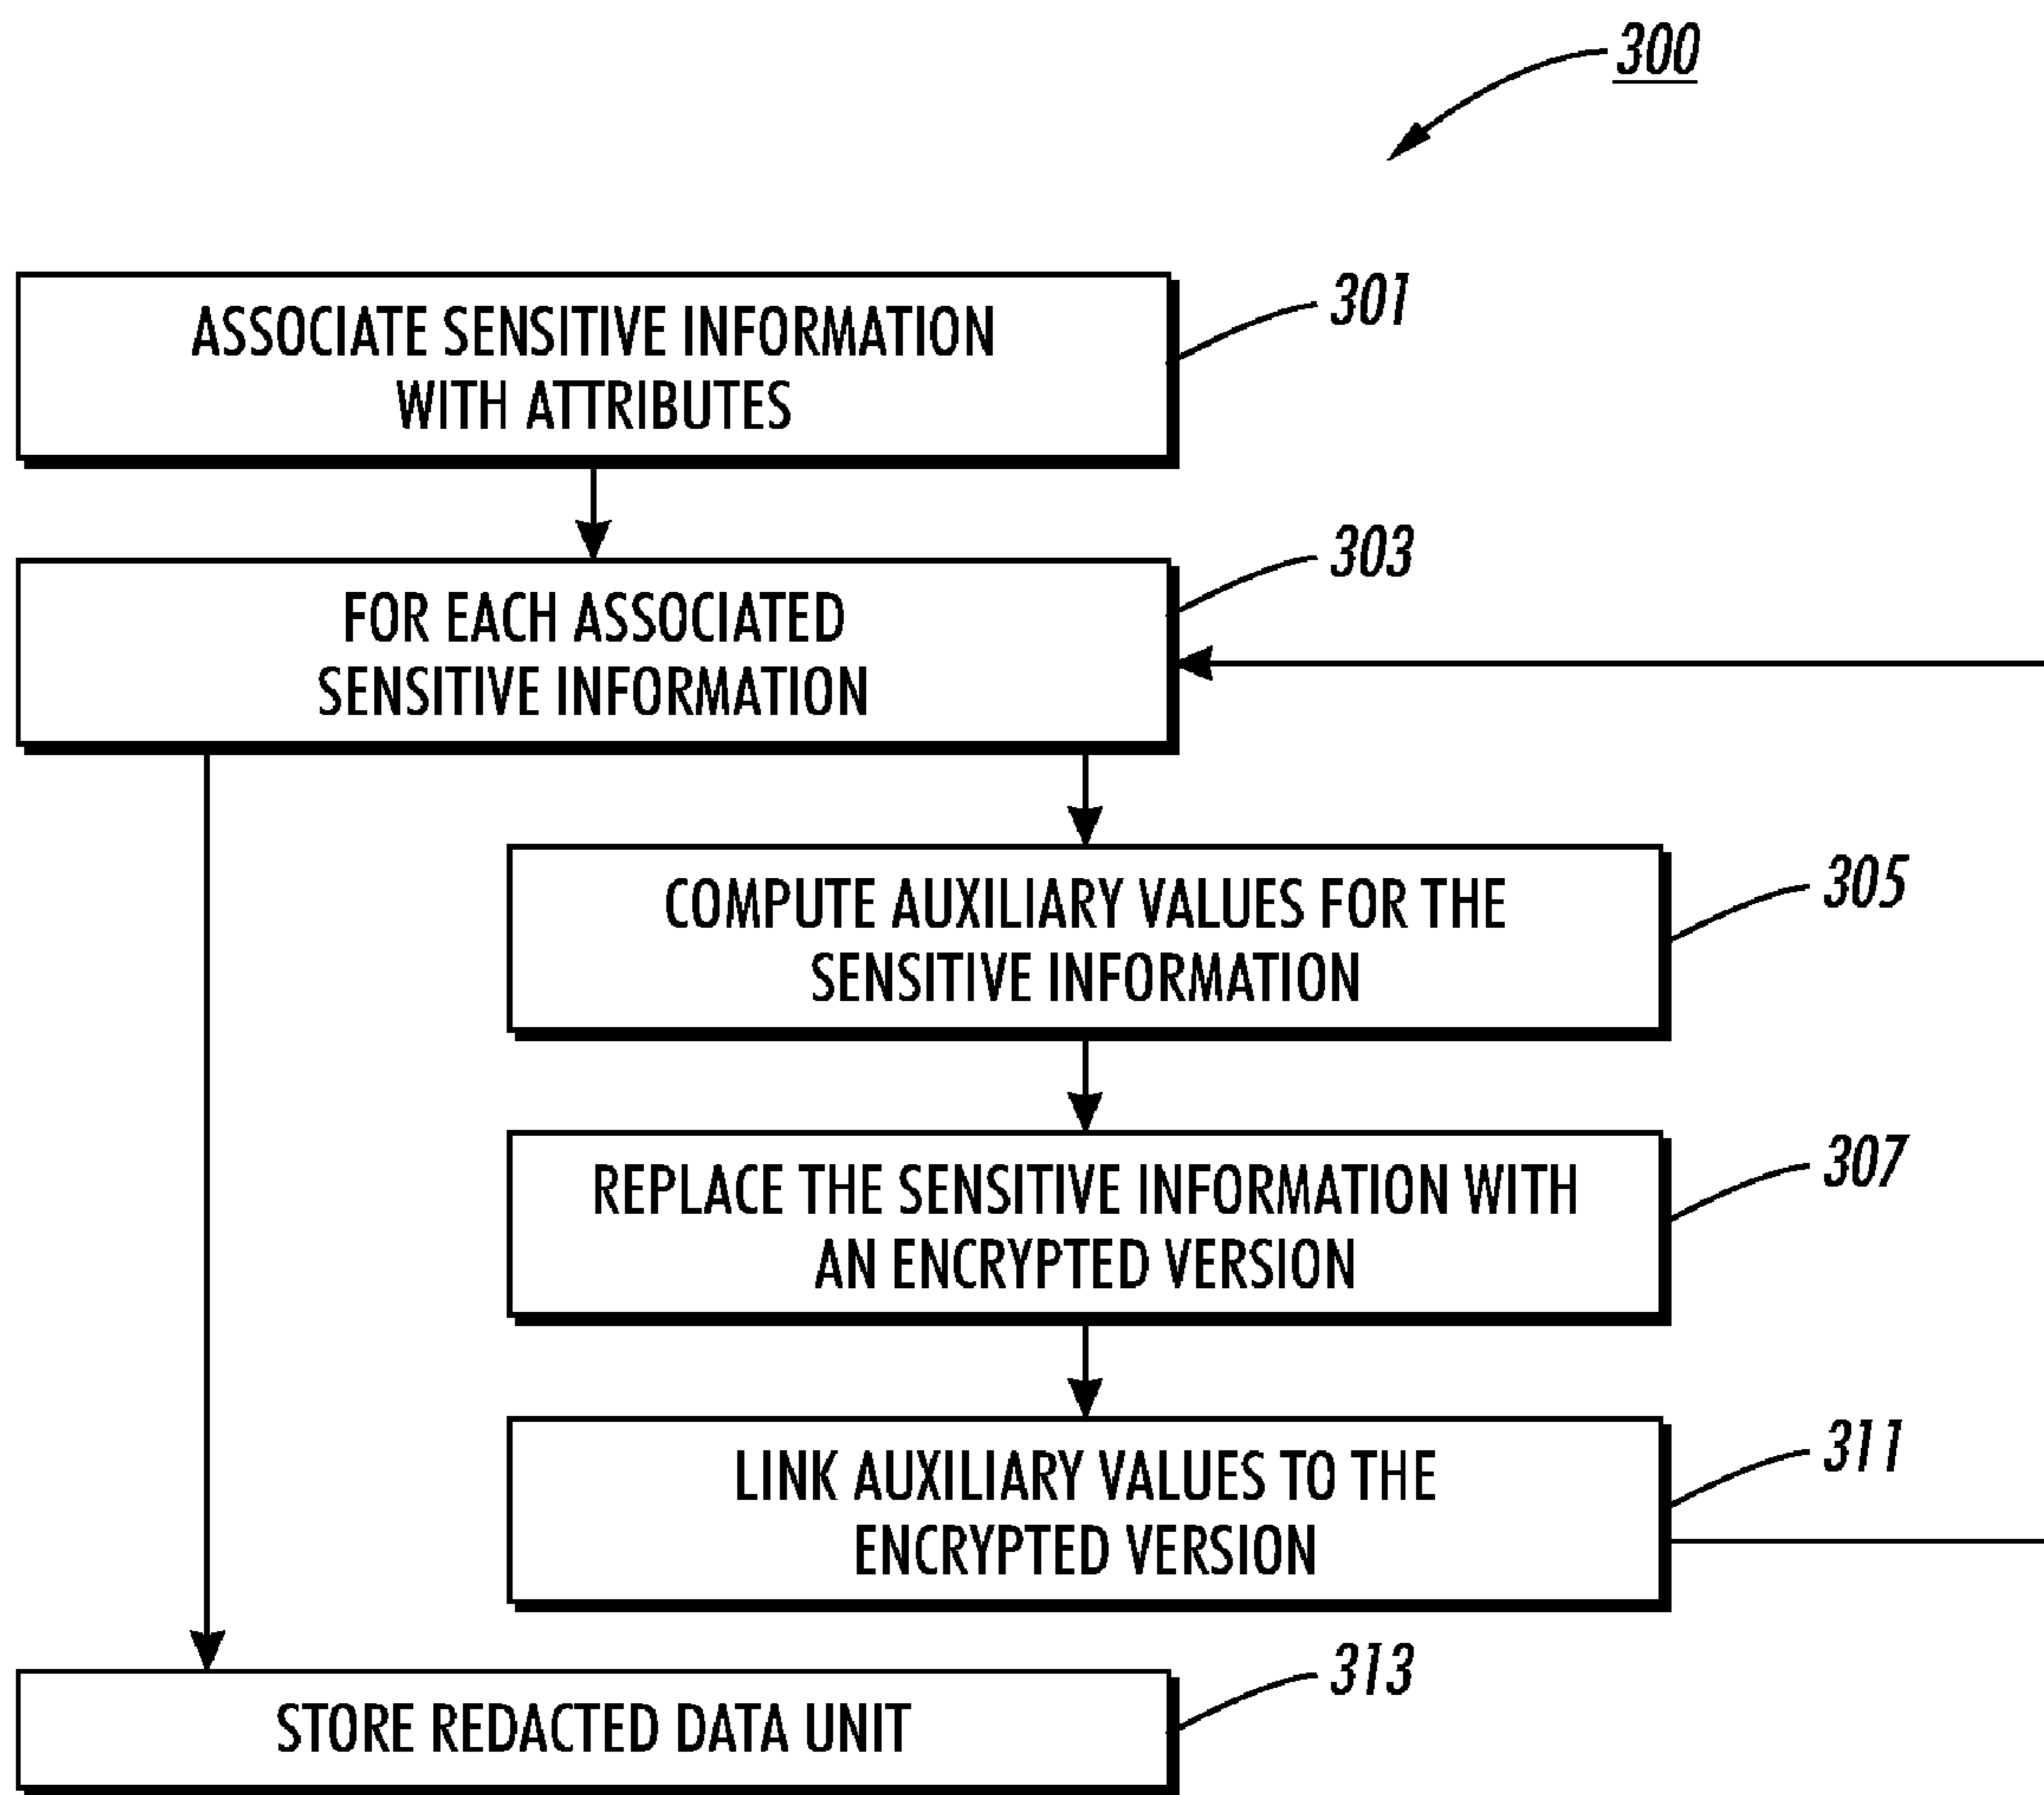 300
ASSOCIATE SENSITIVE INFORMATION
WITH ATTRIBUTES
301
FOR EACH ASSOCIATED
SENSITIVE INFORMATION
303
COMPUTE AUXILIARY VALUES FOR THE
SENSITIVE INFORMATION
305
REPLACE THE SENSITIVE INFORMATION WITH
AN ENCRYPTED VERSION
307
LINK AUXILIARY VALUES TO THE
ENCRYPTED VERSION
311
STORE REDACTED DATA UNIT
313